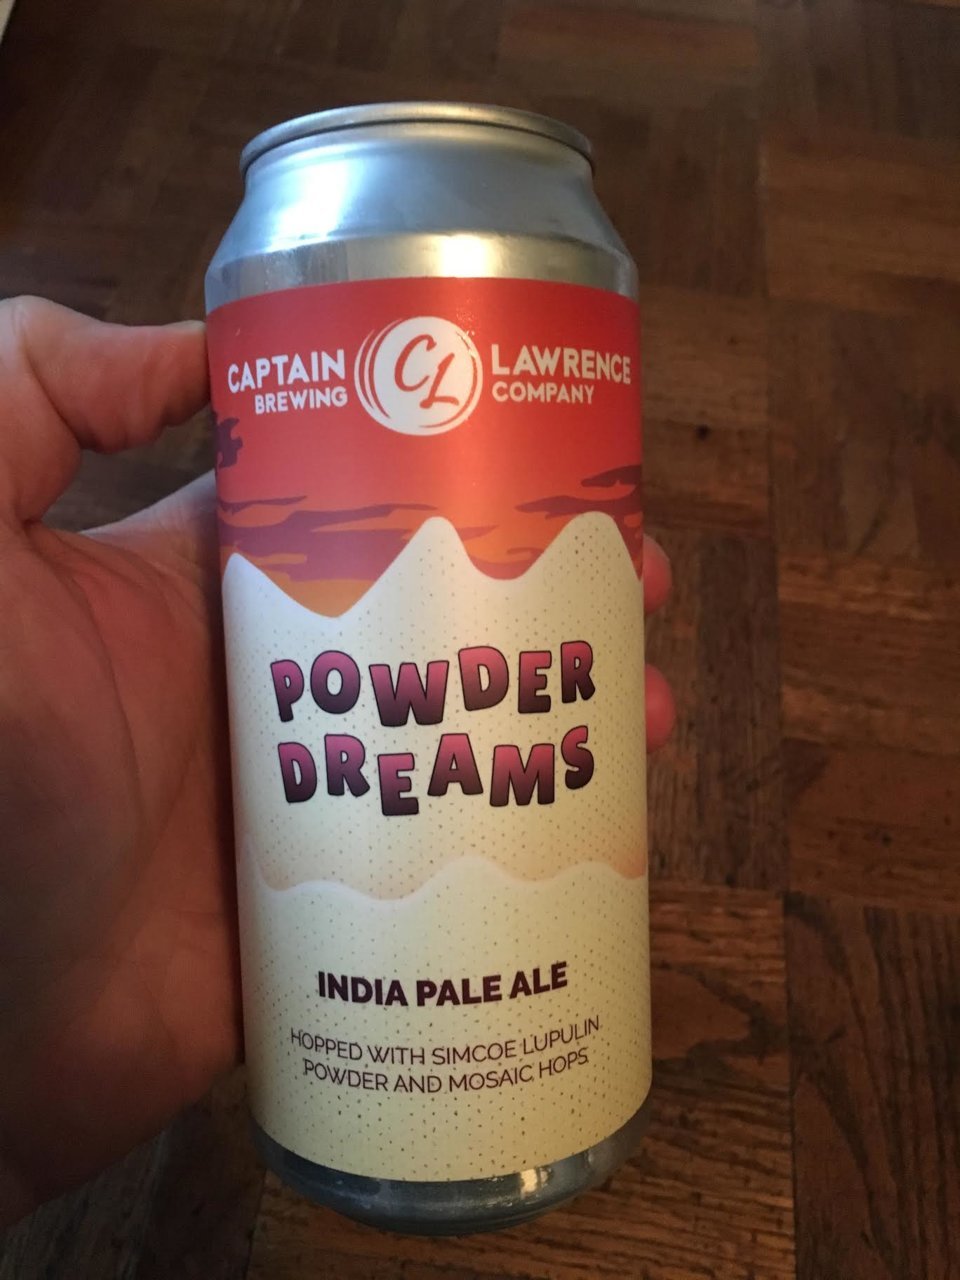 CAPTAIN CL LAWRENCE
BREWING COMPANY
POWDER
DREAMS
INDIA PALE ALE
HOPPED WITH SIMCOE LUPULIN
POWDER AND MOSAIC HOPS